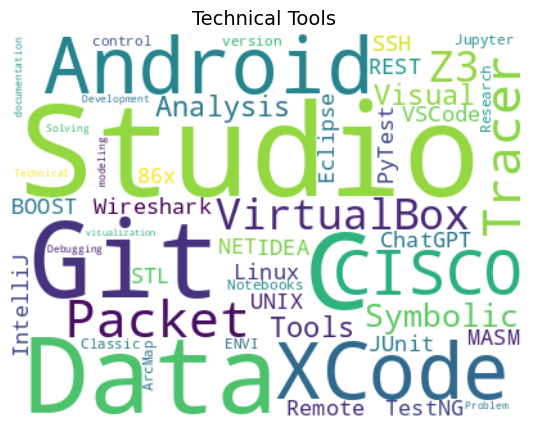 Technical Tools
documentation
control
version
SSH
Jupyter
Android
REST
Z3
Development
Analysis
Eclipse
Visual
Research
Tracer
Solving
Studio
PyTest
VSCode
Technical
modeling
86x
BOOST
Wireshark
VirtualBox
visualization
ChatGPT
Debugging
Git
NET
IDEA
C
CISCO
STL
Linux
Notebooks
IntelliJ
UNIX
Packet
Tools
Symbolic
MASM
Classic
ArcMap
ENVI
JUnit
Data
XCode
Remote
TestNG
Problem